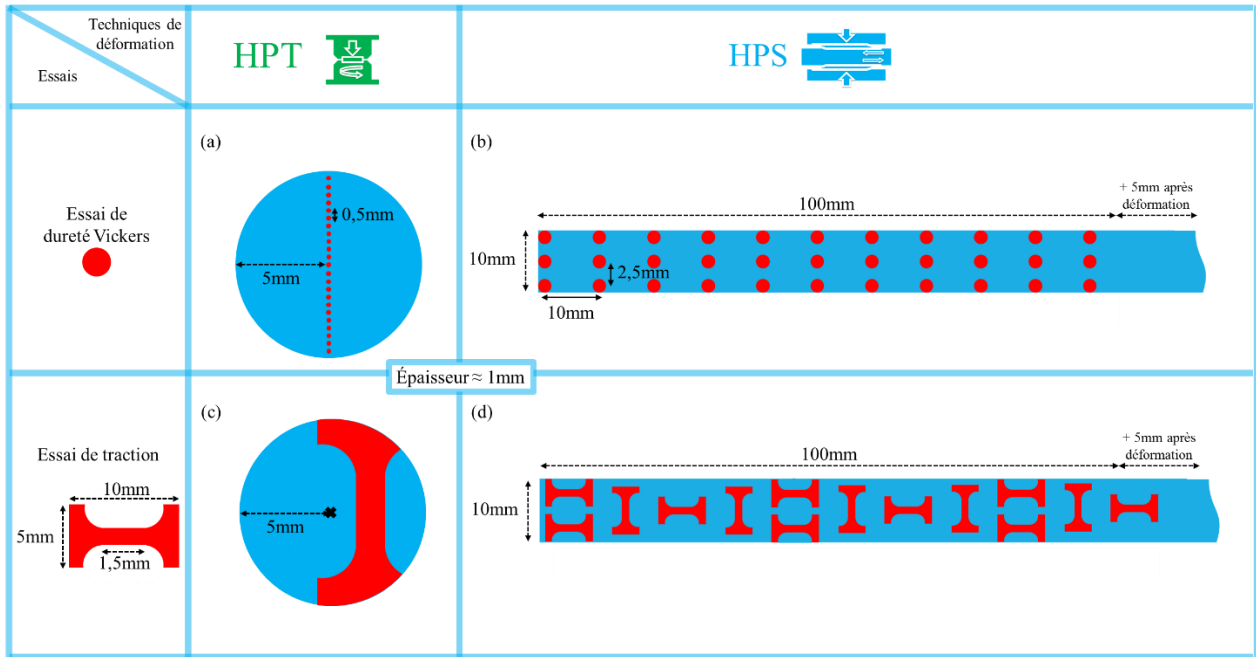 Techniques de
déformation
Essais
HPT
HPS
(a)
(b)
Essai de
dureté Vickers
0,5mm
5mm
+ 5mm après
déformation
100mm
10mm
2,5mm
10mm
Épaisseur ≈ 1mm
(c)
(d)
Essai de traction
10mm
5mm
1,5mm
5mm
+ 5mm après
déformation
100mm
10mm